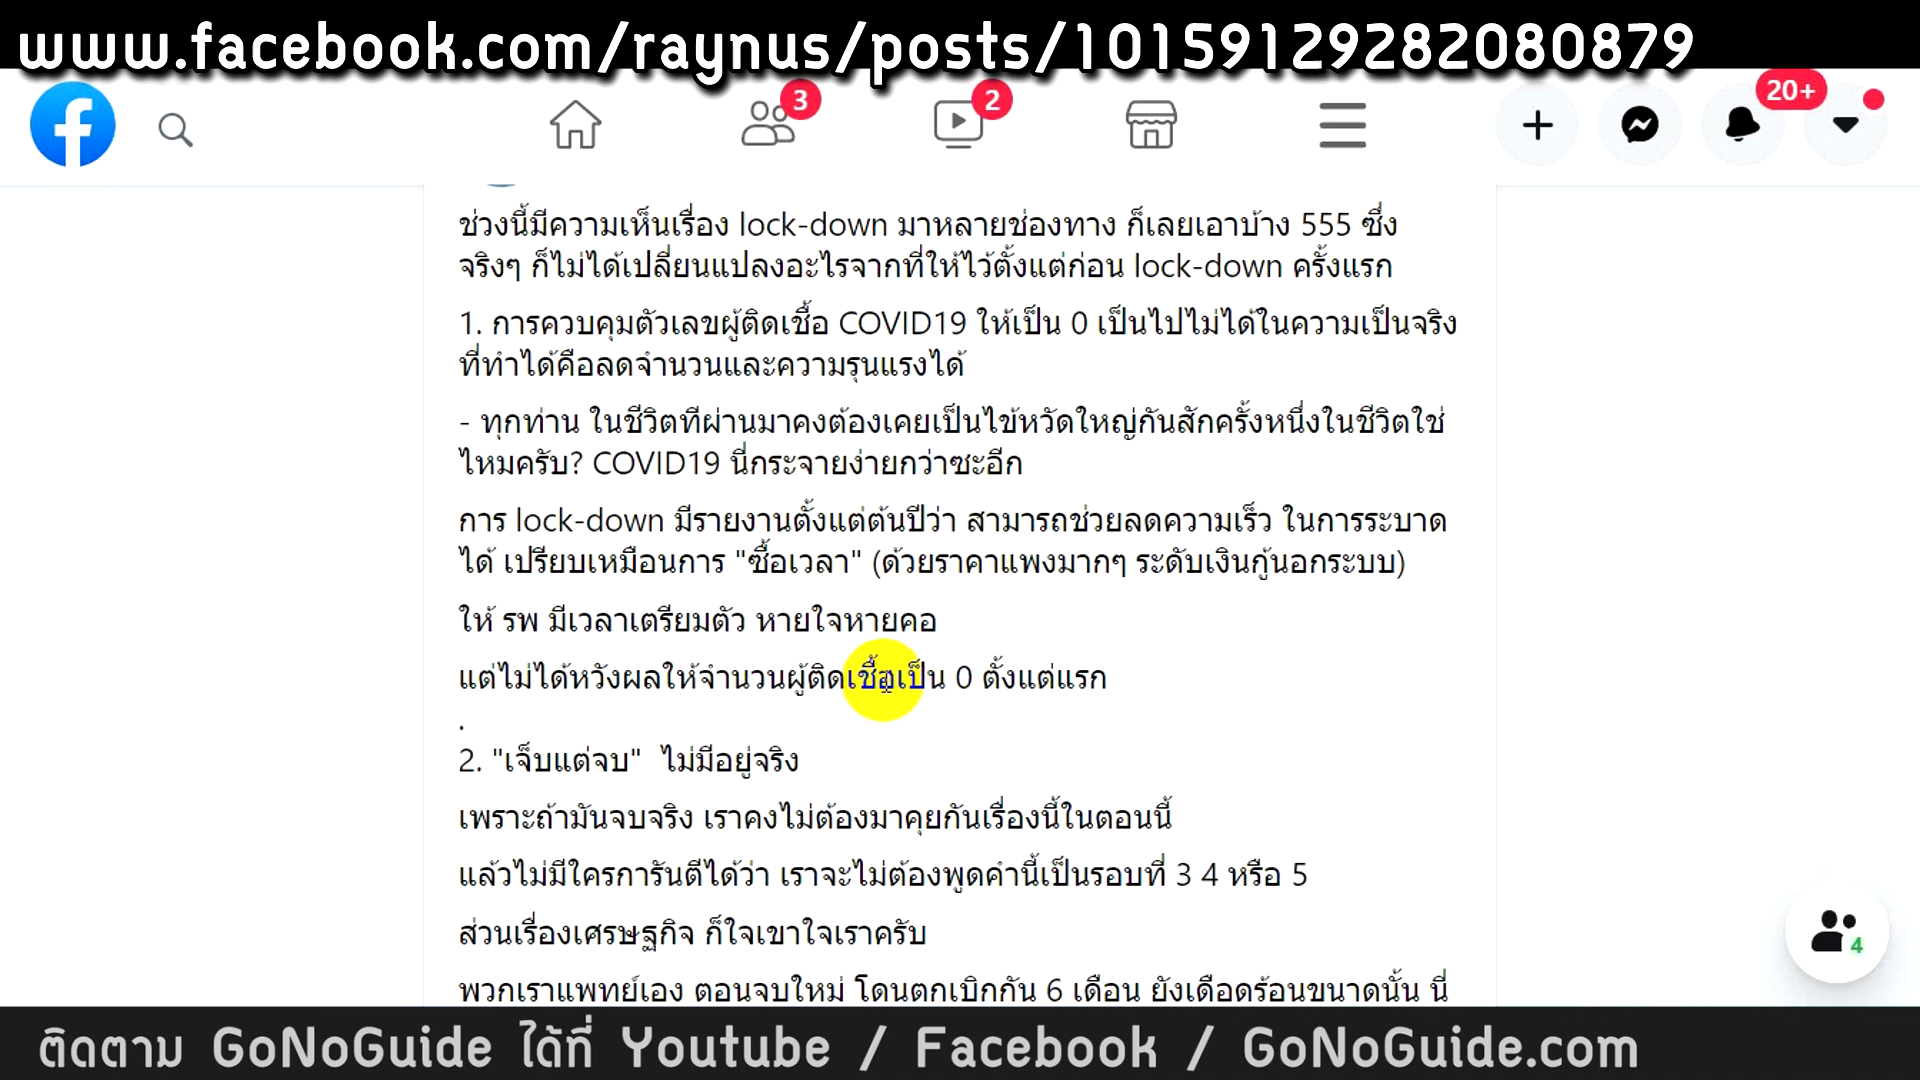 www.facebook.com/raynus/posts/10159129282080879
3
2
20+
ช่วงนี้มีความเห็นเรื่อง lock-down มาหลายช่องทาง ก็เลยเอาบ้าง 555 ซึ่ง
จริงๆ ก็ไม่ได้เปลี่ยนแปลงอะไรจากที่ให้ไว้ตั้งแต่ก่อน lock-down ครั้งแรก
1. การควบคุมตัวเลขผู้ติดเชื้อ COVID19 ให้เป็น 0 เป็นไปไม่ได้ในความเป็นจริง
ที่ทำได้คือลดจำนวนและความรุนแรงได้
- ทุกท่าน ในชีวิตทีผ่านมาคงต้องเคยเป็นไข้หวัดใหญ่กันสักครั้งหนึ่งในชีวิตใช่
ไหมครับ? COVID19 นี่กระจายง่ายกว่าซะอีก
การ lock-down มีรายงานตั้งแต่ต้นปีว่า สามารถช่วยลดความเร็ว ในการระบาด
ได้ เปรียบเหมือนการ "ซื้อเวลา" (ด้วยราคาแพงมากๆ ระดับเงินกู้นอกระบบ)
ให้ รพ มีเวลาเตรียมตัว หายใจหายคอ
แต่ไม่ได้หวังผลให้จำนวนผู้ติดเชื้อเป็น 0 ตั้งแต่แรก
.
2. "เจ็บแต่จบ"  ไม่มีอยู่จริง
เพราะถ้ามันจบจริง เราคงไม่ต้องมาคุยกันเรื่องนี้ในตอนนี้
แล้วไม่มีใครการันตีได้ว่า เราจะไม่ต้องพูดคำนี้เป็นรอบที่ 3 4 หรือ 5
ส่วนเรื่องเศรษฐกิจ ก็ใจเขาใจเราครับ
พวกเราแพทย์เอง ตอนจบใหม่ โดนตกเบิกกัน 6 เดือน ยังเดือดร้อนขนาดนั้น นี่
4
ติดตาม GoNoGuide ได้ที่ Youtube / Facebook / GoNoGuide.com